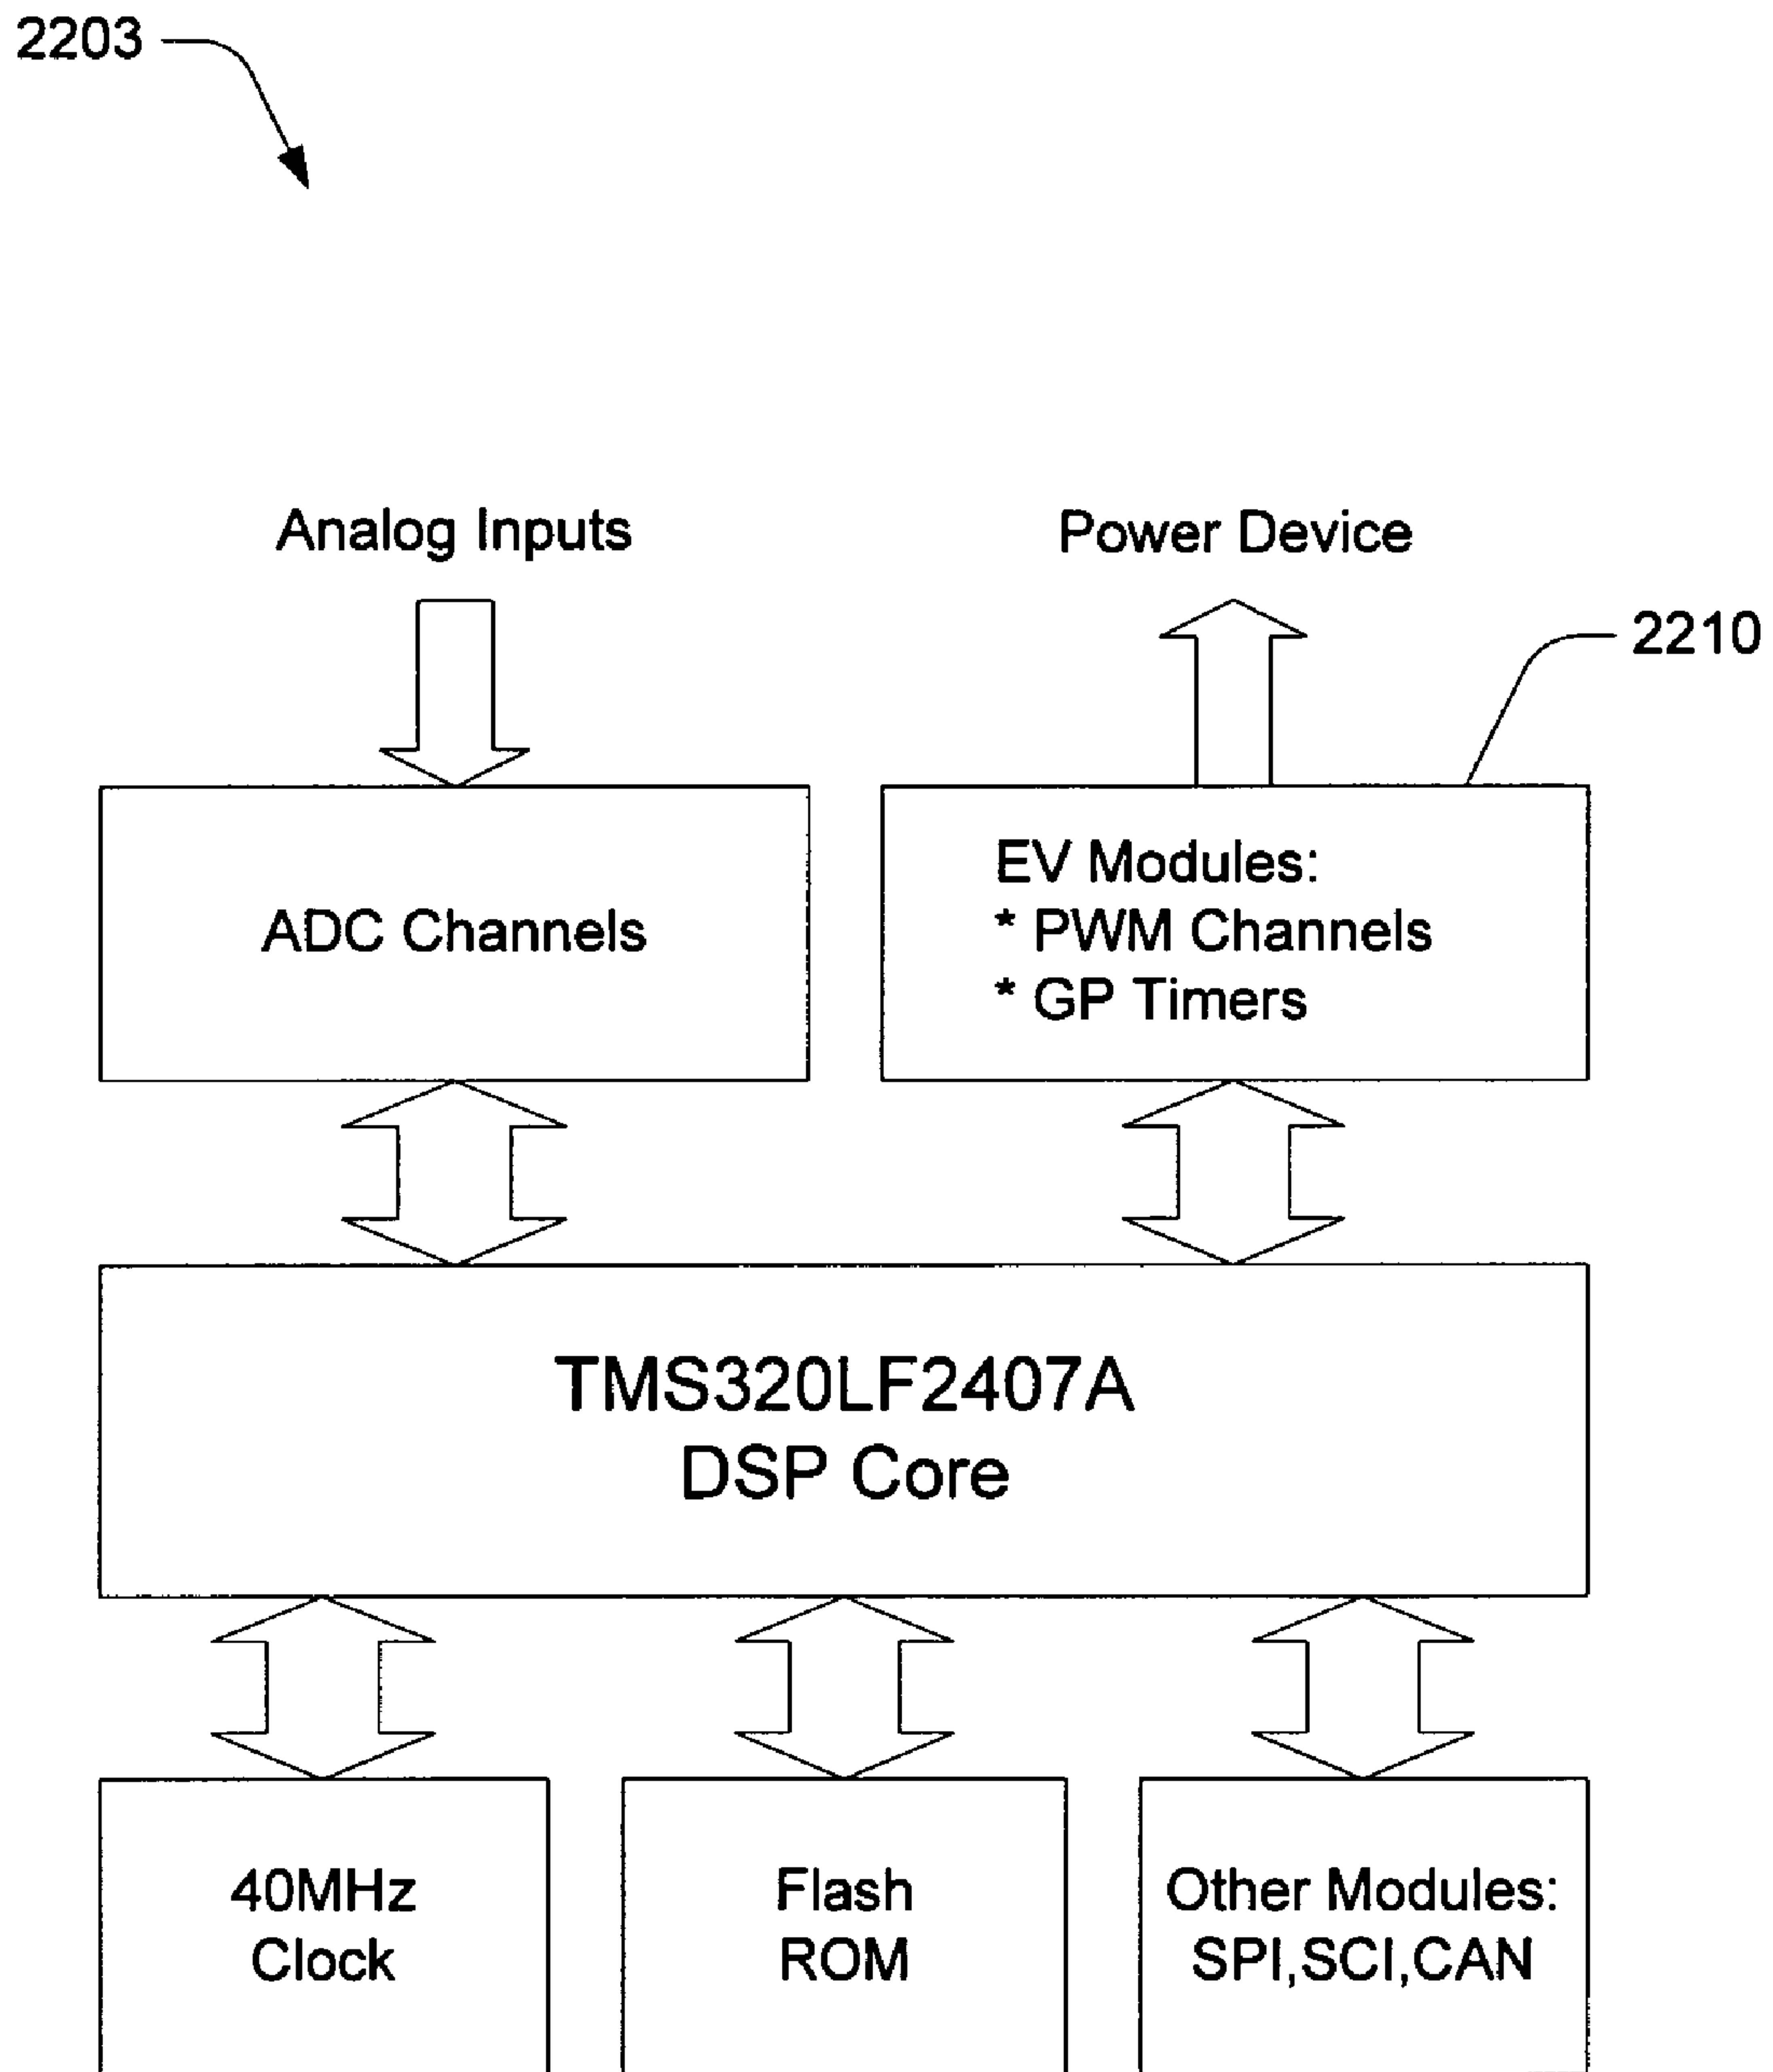 2203
Analog Inputs
Power Device
2210
ADC Channels
EV Modules:
* PWM Channels
* GP Timers
TMS320LF2407A
DSP Core
40MHz
Clock
Flash
ROM
Other Modules:
SPI,SCI,CAN